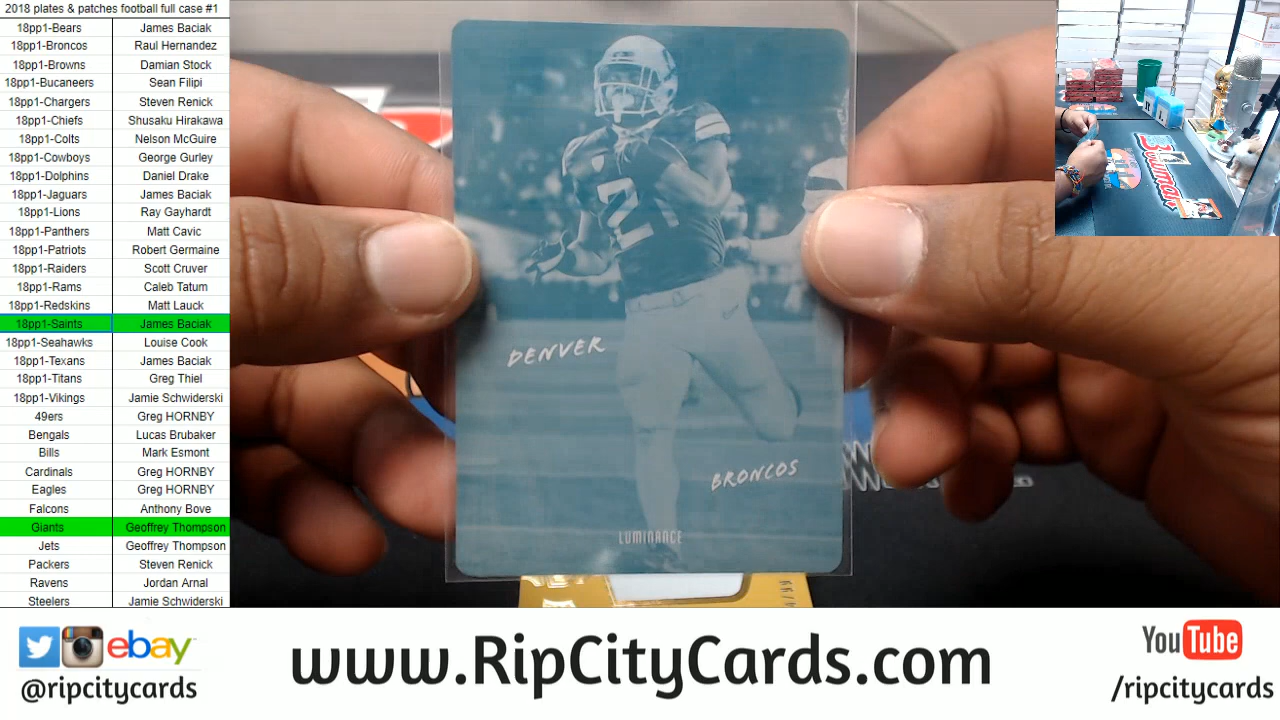 2018 plates & patches football full case #1
18pp1-Bears James Baciak
18pp1-Broncos Raul Hernandez
18pp1-Browns Damian Stock
18pp1-Bucaneers Sean Filipi
18pp1-Chargers Steven Renick
18pp1-Chiefs Shusaku Hirakawa
18pp1-Colts Nelson McGuire
18pp1-Cowboys George Gurley
18pp1-Dolphins Daniel Drake
18pp1-Jaguars James Baciak
18pp1-Lions Ray Gayhardt
18pp1-Panthers Matt Cavic
18pp1-Patriots Robert Germaine
18pp1-Raiders Scott Cruver
18pp1-Rams Caleb Tatum
18pp1-Redskins Matt Lauck
18pp1-Saints James Baciak
18pp1-Seahawks Louise Cook
18pp1-Texans James Baciak
18pp1-Titans Greg Thiel
18pp1-Vikings Jamie Schwiderski
49ers Greg HORNBY
Bengals Lucas Brubaker
Bills Mark Esmont
Cardinals Greg HORNBY
Eagles Greg HORNBY
Falcons Anthony Bove
Giants Geoffrey Thompson
Jets Geoffrey Thompson
Packers Steven Renick
Ravens Jordan Arnal
Steelers Jamie Schwiderski
DENVER
BRONCOS
LUMINANCE
Bowman
ebay
@ripcitycards
www.RipCityCards.com
YouTube
/ripcitycards